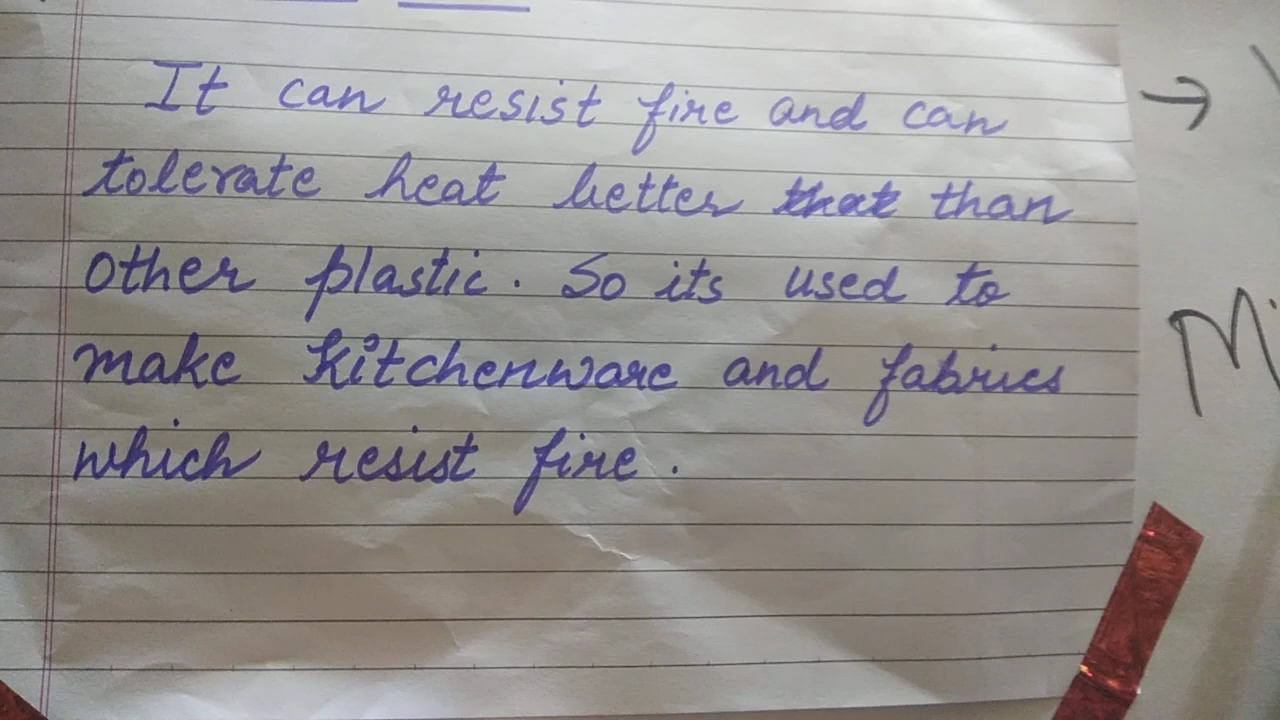 It can resist fire and can
tolerate heat better that than
other plastic. So its used to
make kitchenware and fabrics
which resist fire.
→